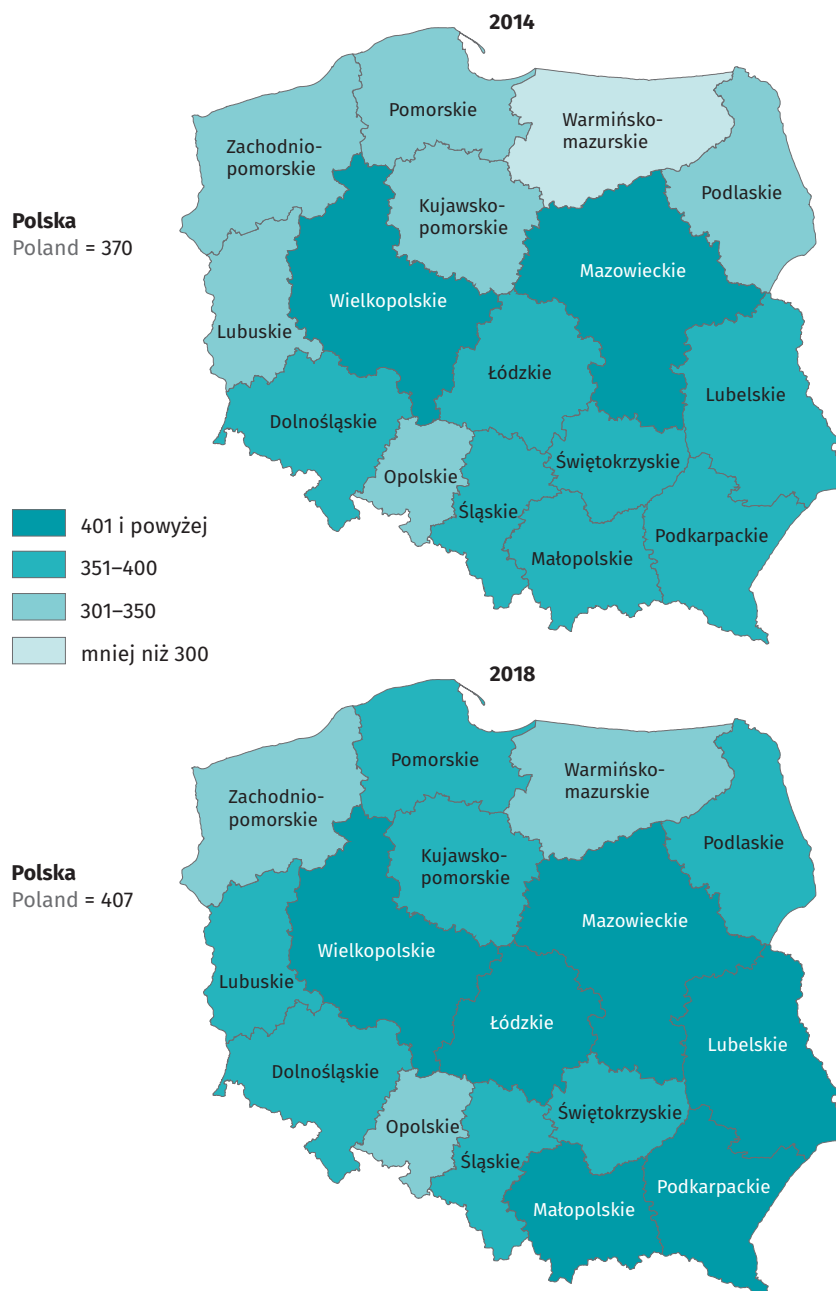 2014
Pomorskie
Warmińsko-
mazurskie
Zachodnio-
pomorskie
Podlaskie
Kujawsko-
pomorskie
Polska
Poland = 370
Mazowieckie
Wielkopolskie
Lubuskie
Łódzkie
Lubelskie
Dolnośląskie
Świętokrzyskie
Opolskie
Śląskie
Podkarpackie
Małopolskie
401 i powyżej
351–400
301–350
mniej niż 300
2018
Pomorskie
Warmińsko-
mazurskie
Zachodnio-
pomorskie
Podlaskie
Kujawsko-
pomorskie
Polska
Poland = 407
Mazowieckie
Wielkopolskie
Lubuskie
Łódzkie
Lubelskie
Dolnośląskie
Świętokrzyskie
Opolskie
Śląskie
Podkarpackie
Małopolskie